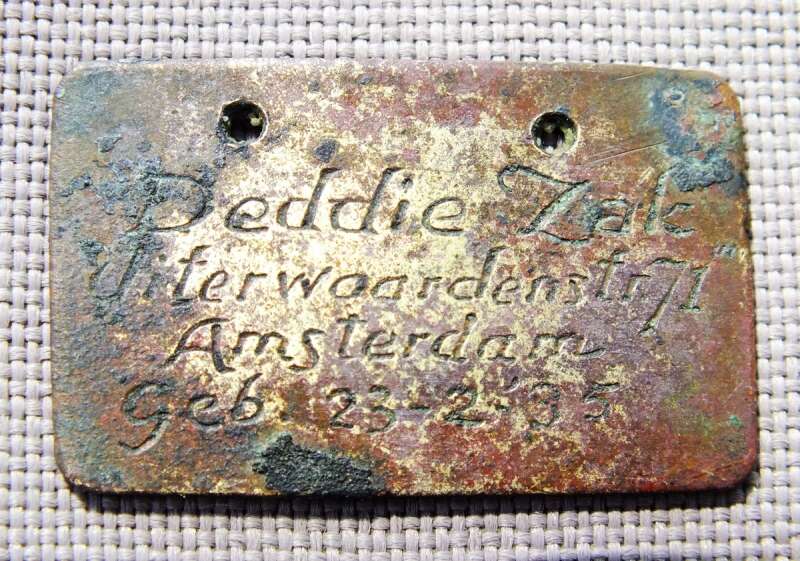 Deddie Zak
Uiterwaardenstr 71"
Amsterdam
Geb. 23-2-'35